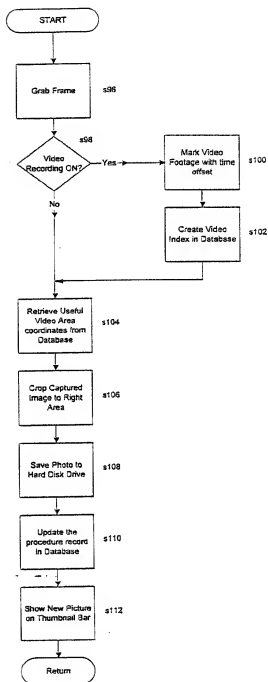 START
Grab Frame
s96
s98
Video
Recording ON?
Yes
No
Mark Video
Footage with time
offset
s100
Create Video
Index in Database
s102
Retrieve Useful
Video Area
coordinates from
Database
s104
Crop Captured
Image to Right
Area
s106
Save Photo to
Hard Disk Drive
s108
Update the
procedure record
in Database
s110
Show New Picture
on Thumbnail Bar
s112
Return